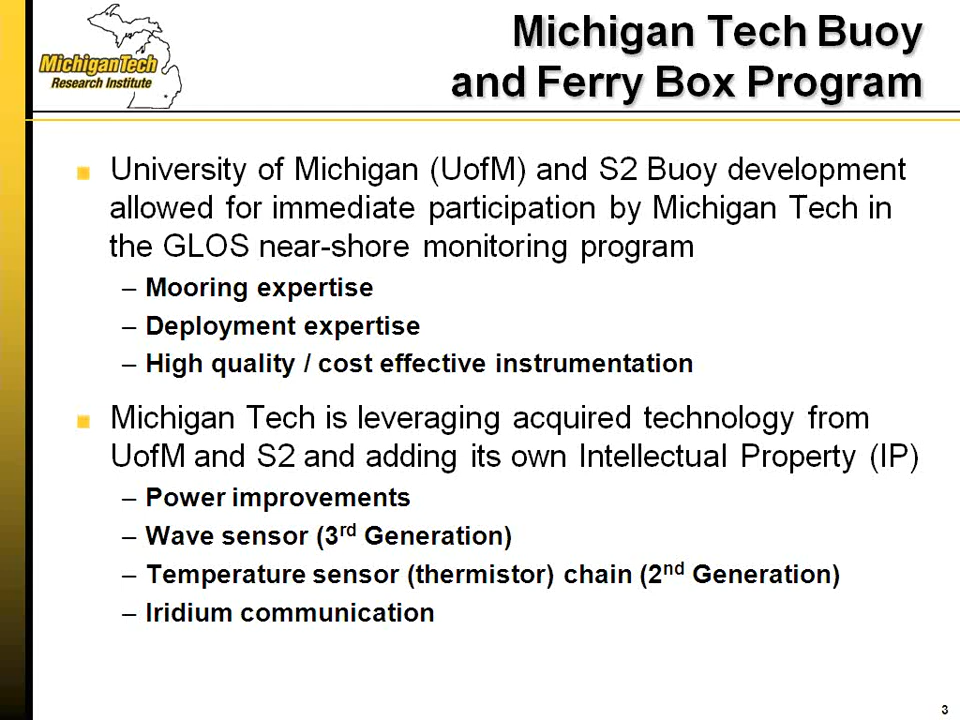 Michigan Tech Buoy
and Ferry Box Program
MichiganTech
Research Institute
University of Michigan (UofM) and S2 Buoy development
allowed for immediate participation by Michigan Tech in
the GLOS near-shore monitoring program
– Mooring expertise
– Deployment expertise
– High quality / cost effective instrumentation
Michigan Tech is leveraging acquired technology from
UofM and S2 and adding its own Intellectual Property (IP)
– Power improvements
– Wave sensor (3rd Generation)
– Temperature sensor (thermistor) chain (2nd Generation)
– Iridium communication
3